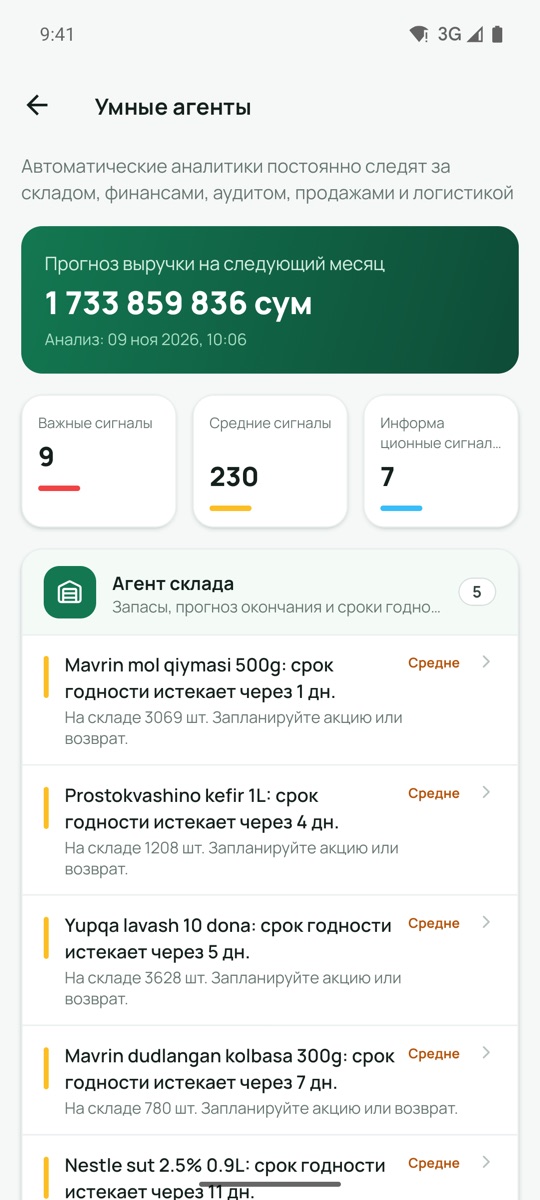 9:41
3G
Умные агенты
Автоматические аналитики постоянно следят за
складом, финансами, аудитом, продажами и логистикой
Прогноз выручки на следующий месяц
1 733 859 836 сум
Анализ: 09 ноя 2026, 10:06
Важные сигналы
9
Средние сигналы
230
Информа
ционные сигнал...
7
Агент склада
Запасы, прогноз окончания и сроки годно...
5
Mavrin mol qiymasi 500g: срок
годности истекает через 1 дн.
Средне
На складе 3069 шт. Запланируйте акцию или
возврат.
Prostokvashino kefir 1L: срок
годности истекает через 4 дн.
Средне
На складе 1208 шт. Запланируйте акцию или
возврат.
Yupqa lavash 10 dona: срок годности
истекает через 5 дн.
Средне
На складе 3628 шт. Запланируйте акцию или
возврат.
Mavrin dudlangan kolbasa 300g: срок
годности истекает через 7 дн.
Средне
На складе 780 шт. Запланируйте акцию или возврат.
Nestle sut 2.5% 0.9L: срок годности
истекает через 11 дн.
Средне